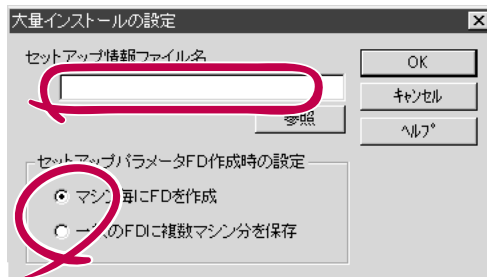 大量インストールの設定
セットアップ情報ファイル名
OK
ｷｬﾝｾﾙ
参照
ﾍﾙﾌﾟ
セットアップパラメータFD作成時の設定
マシン毎にFDを作成
一枚のFDに複数マシン分を保存